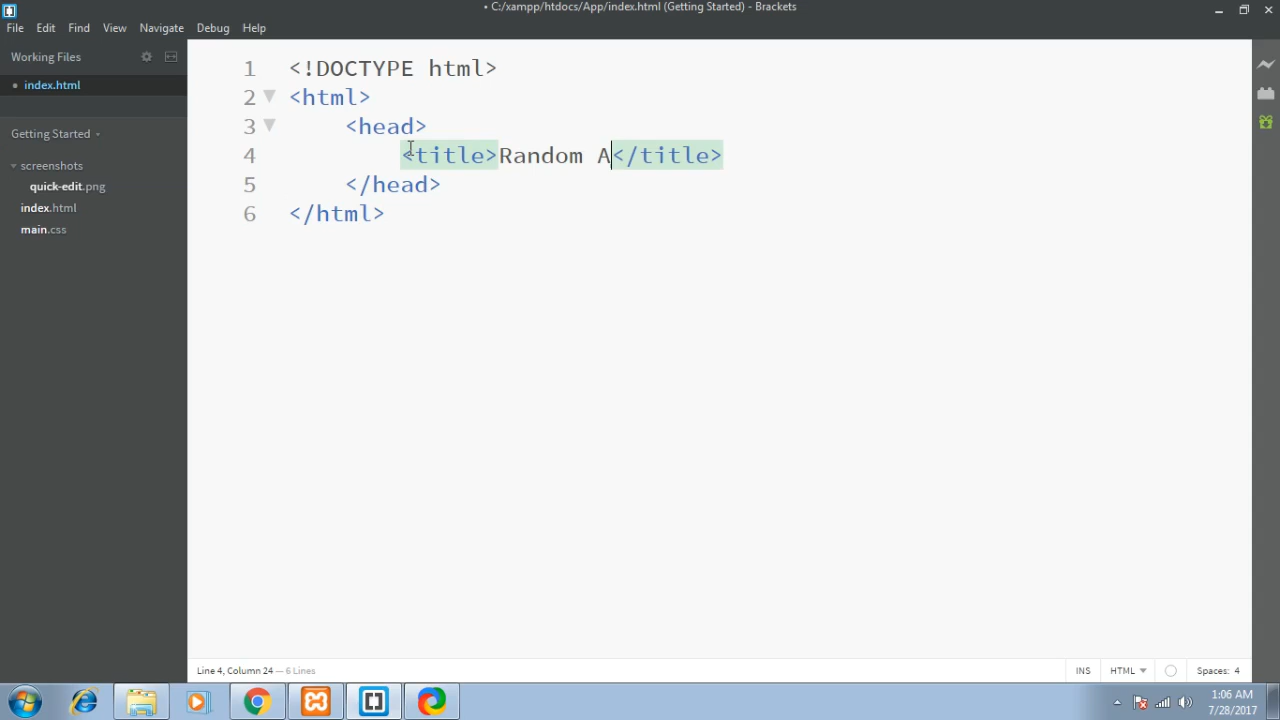 • C:/xampp/htdocs/App/index.html (Getting Started) - Brackets
File Edit Find View Navigate Debug Help
Working Files
• index.html
Getting Started
screenshots
quick-edit.png
index.html
main.css
1 <!DOCTYPE html>
2 <html>
3 <head>
4 <title>Random A</title>
5 </head>
6 </html>
Line 4, Column 24 — 6 Lines
INS HTML Spaces: 4
1:06 AM
7/28/2017